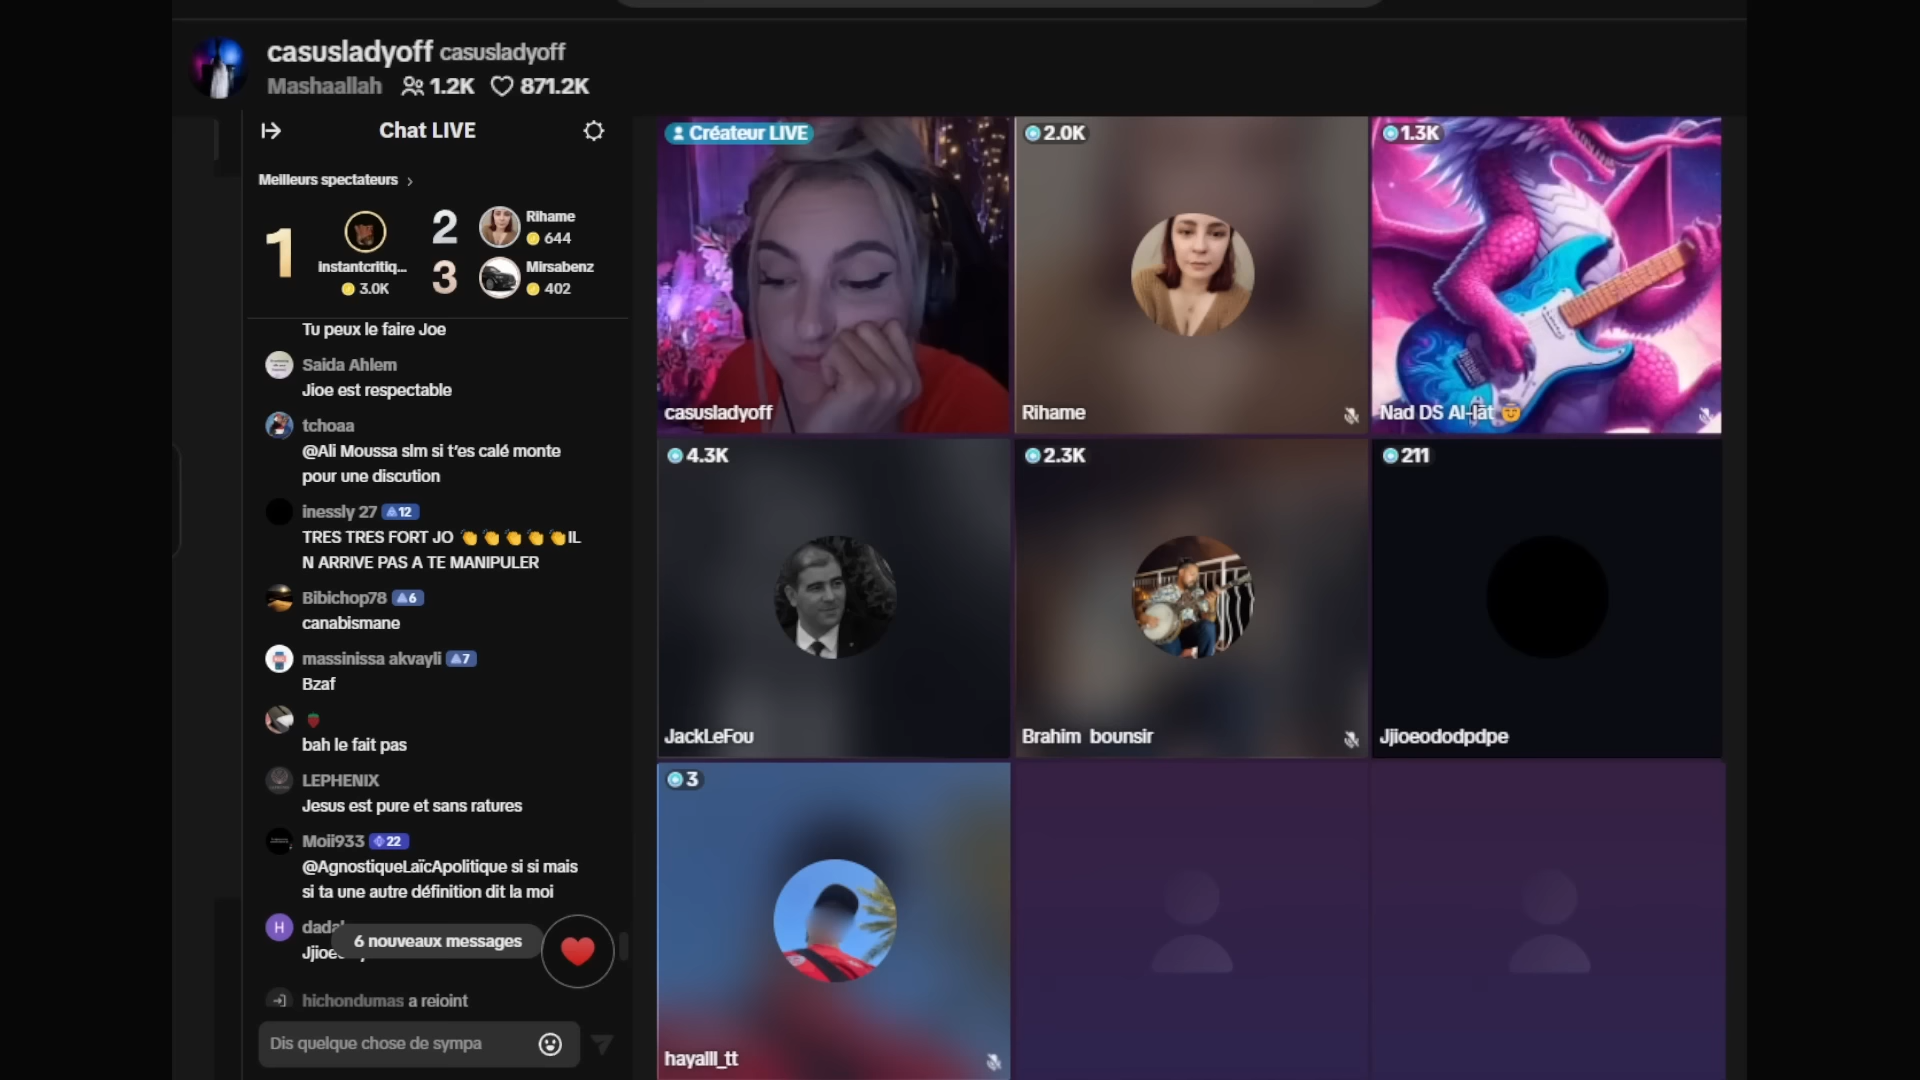 casusladyoff casusladyoff
Mashaallah 1.2K 871.2K
Chat LIVE
Meilleurs spectateurs
1 Instantcritiq... 3.0K
2 Rihame 644
3 Mirsabenz 402
Tu peux le faire Joe
Saida Ahlem
Jioe est respectable
tchoaa
@Ali Moussa slm si t'es calé monte
pour une discution
inessly 27 12
TRES TRES FORT JO 👏👏👏👏👏IL
N ARRIVE PAS A TE MANIPULER
Bibichop78 6
canabismane
massinissa akvayli 7
Bzaf
🍓
bah le fait pas
LEPHENIX
Jesus est pure et sans ratures
Moii933 22
@AgnostiqueLaïcApolitique si si mais
si ta une autre définition dit la moi
H
6 nouveaux messages
hichondumas a rejoint
Dis quelque chose de sympa
Créateur LIVE
casusladyoff
2.0K
Rihame
1.3K
Nad DS Al-lāt
4.3K
JackLeFou
2.3K
Brahim bounsir
211
Jjioeododpdpe
3
hayalll_tt